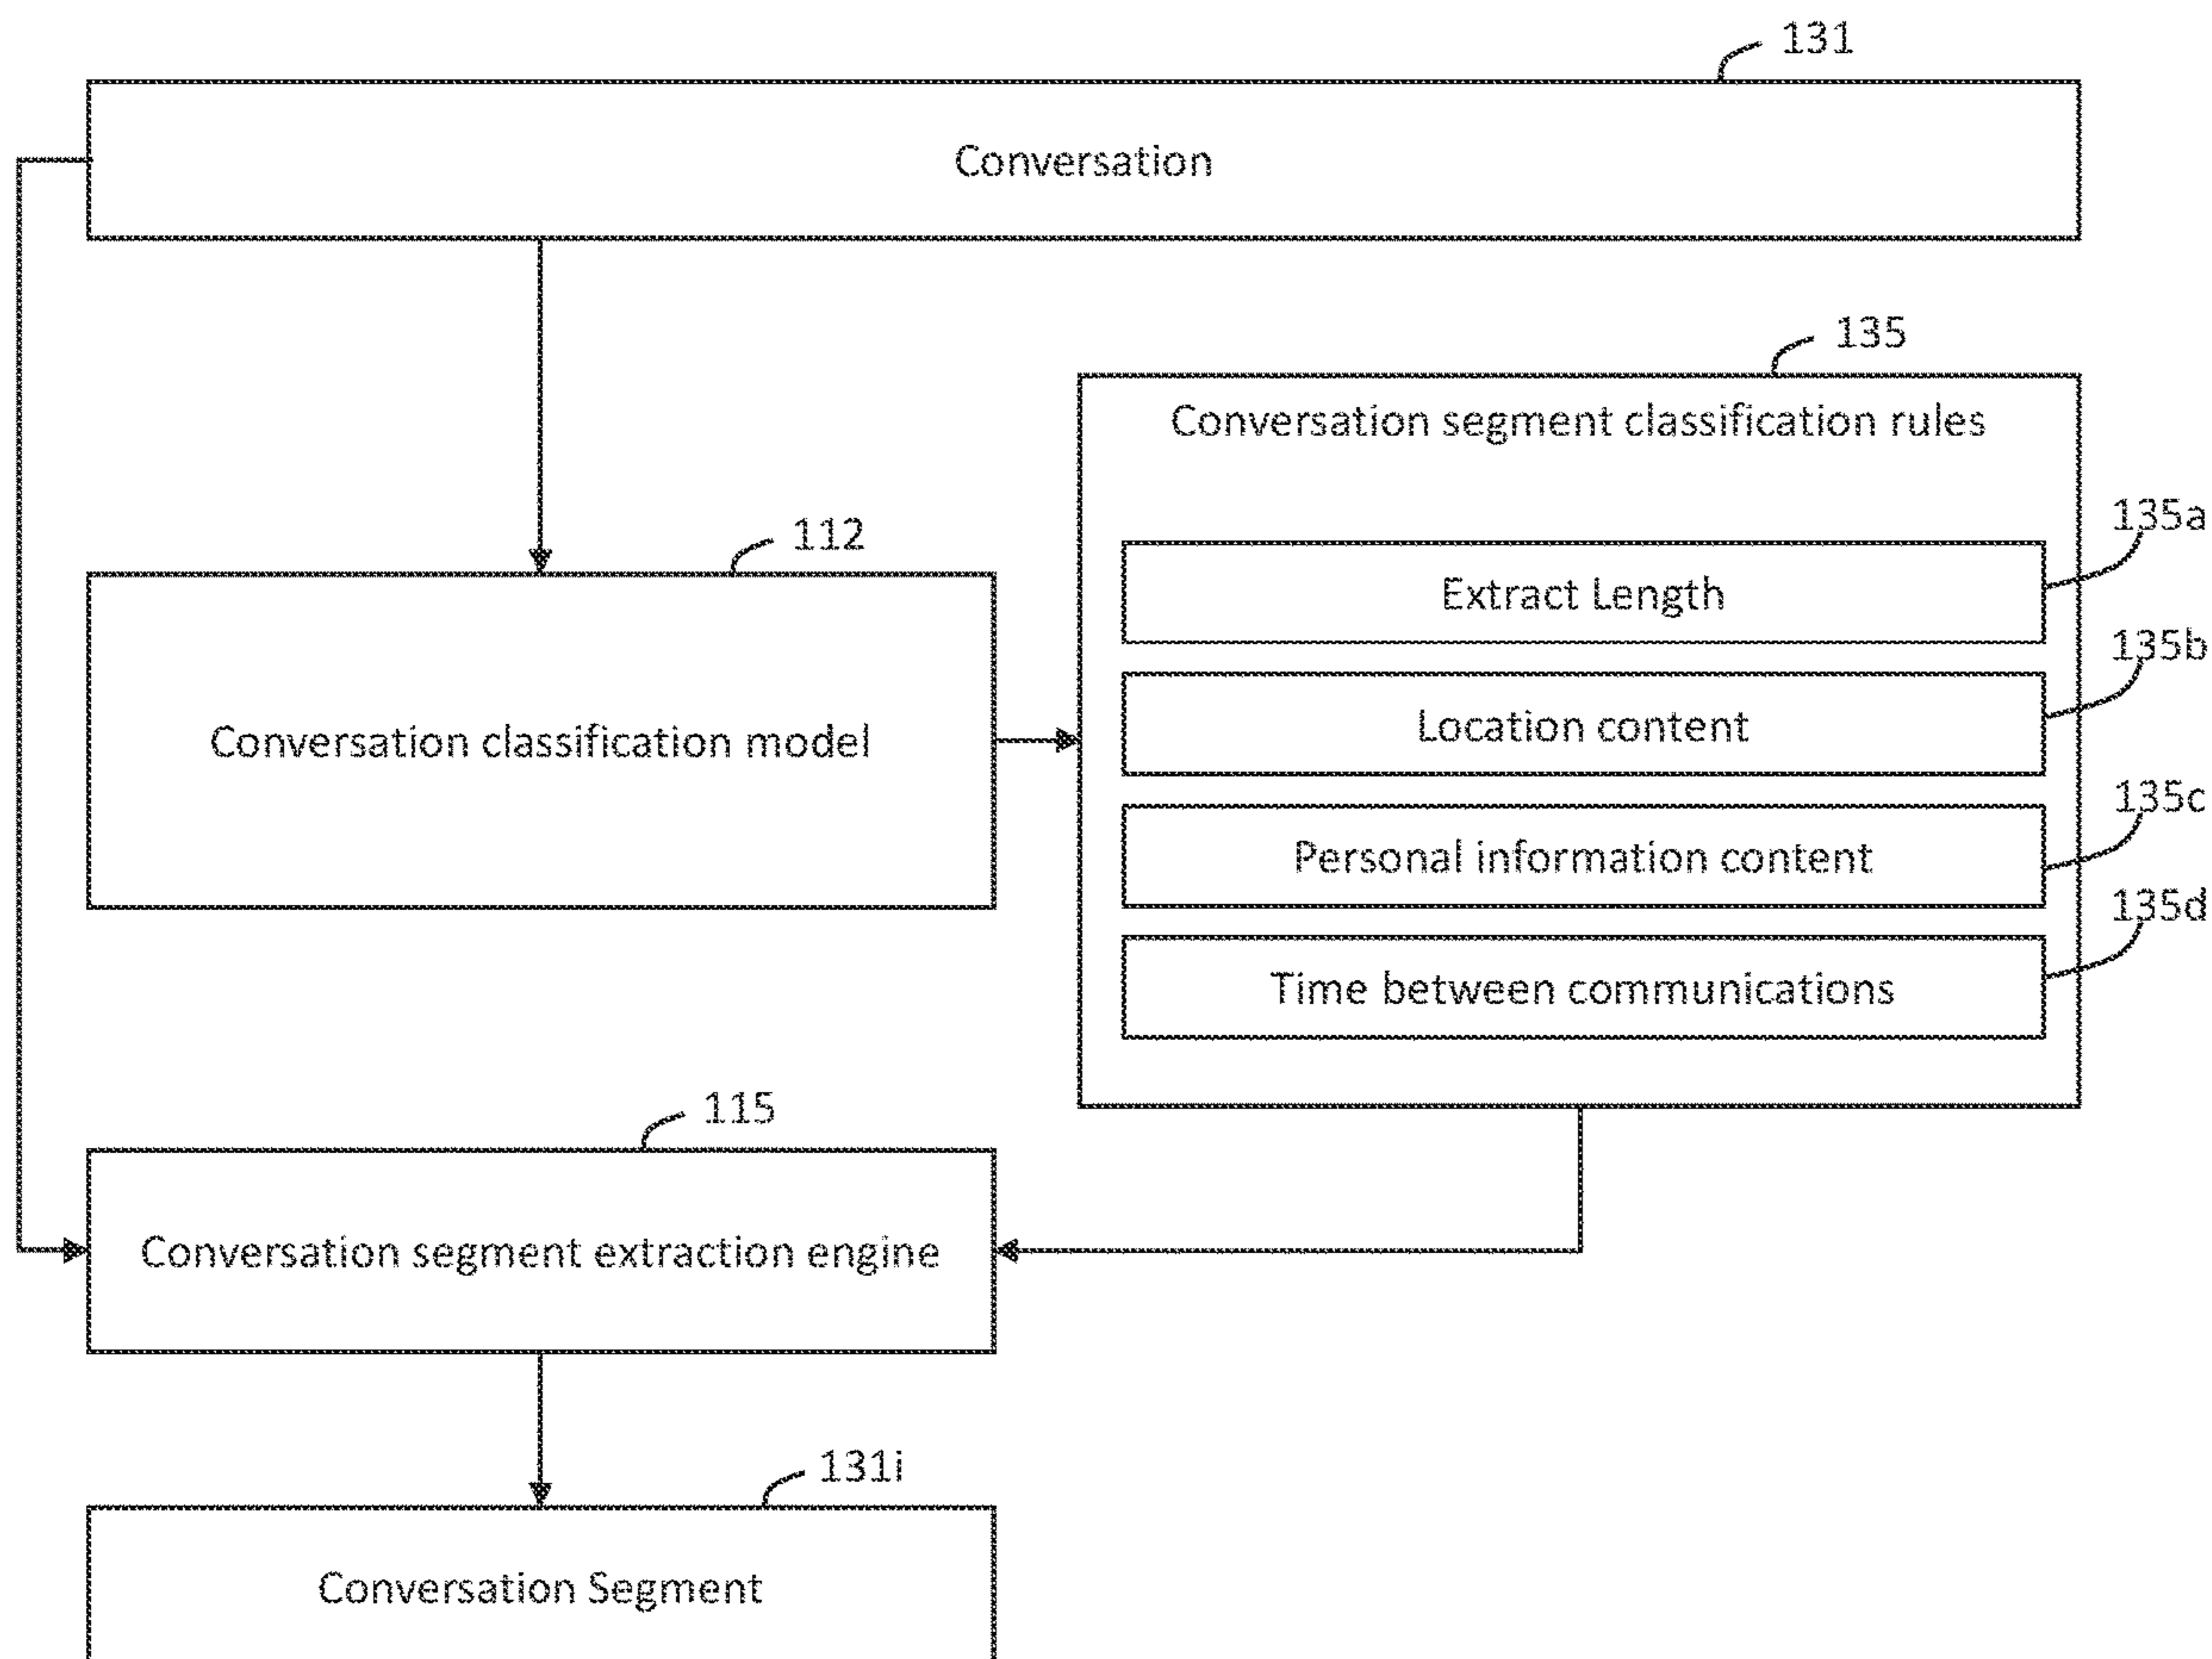 131
Conversation
135
Conversation segment classification rules
135a
112
Extract Length
135b
Location content
Conversation classification model
135c
Personal information content
135d
Time between communications
115
Conversation segment extraction engine
131i
Conversation Segment